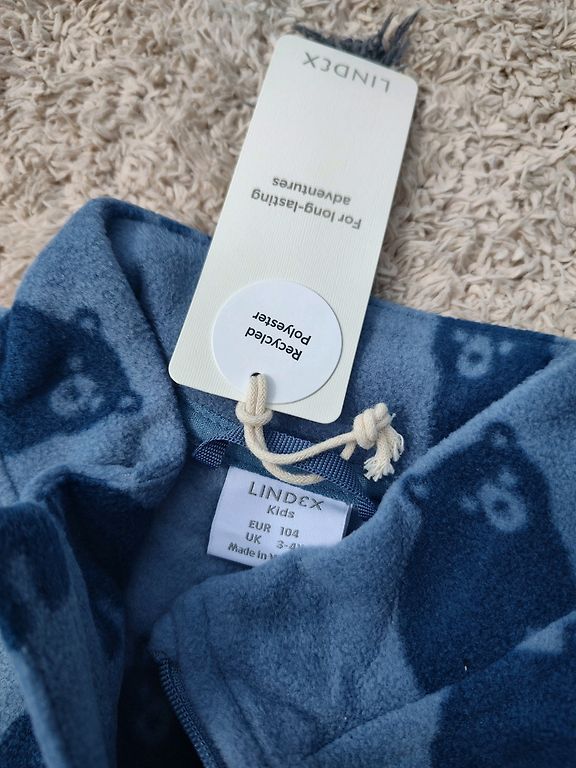 LINDEX
For long-lasting
adventures
Recycled
Polyester
LINDEX
Kids
EUR 104
UK 3-4
Made in